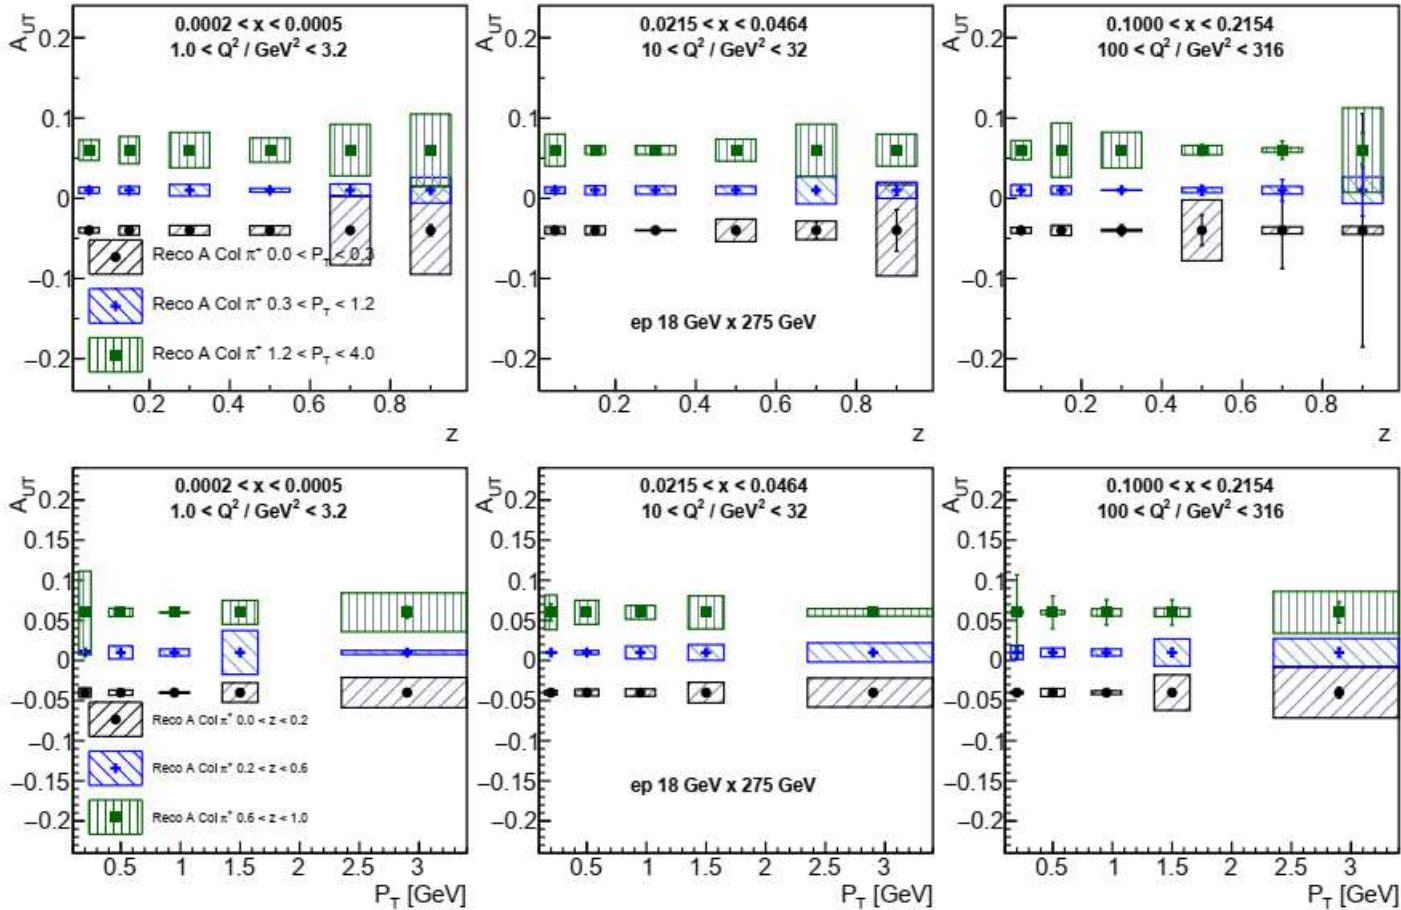 A_UT
0.0002 < x < 0.0005
1.0 < Q² / GeV² < 3.2
0.2
0.1
0
−0.1
−0.2
Reco A Col π⁺ 0.0 < P_T < 0.3
Reco A Col π⁺ 0.3 < P_T < 1.2
Reco A Col π⁺ 1.2 < P_T < 4.0
0.2 0.4 0.6 0.8
z
A_UT
0.0215 < x < 0.0464
10 < Q² / GeV² < 32
0.2
0.1
0
−0.1
−0.2
ep 18 GeV x 275 GeV
0.2 0.4 0.6 0.8
z
A_UT
0.1000 < x < 0.2154
100 < Q² / GeV² < 316
0.2
0.1
0
−0.1
−0.2
0.2 0.4 0.6 0.8
z
A_UT
0.0002 < x < 0.0005
1.0 < Q² / GeV² < 3.2
0.2
0.15
0.1
0.05
0
−0.05
−0.1
−0.15
−0.2
Reco A Col π⁺ 0.0 < z < 0.2
Reco A Col π⁺ 0.2 < z < 0.6
Reco A Col π⁺ 0.6 < z < 1.0
0.5 1 1.5 2 2.5 3
P_T [GeV]
A_UT
0.0215 < x < 0.0464
10 < Q² / GeV² < 32
0.2
0.15
0.1
0.05
0
−0.05
−0.1
−0.15
−0.2
ep 18 GeV x 275 GeV
0.5 1 1.5 2 2.5 3
P_T [GeV]
A_UT
0.1000 < x < 0.2154
100 < Q² / GeV² < 316
0.2
0.15
0.1
0.05
0
−0.05
−0.1
−0.15
−0.2
0.5 1 1.5 2 2.5 3
P_T [GeV]